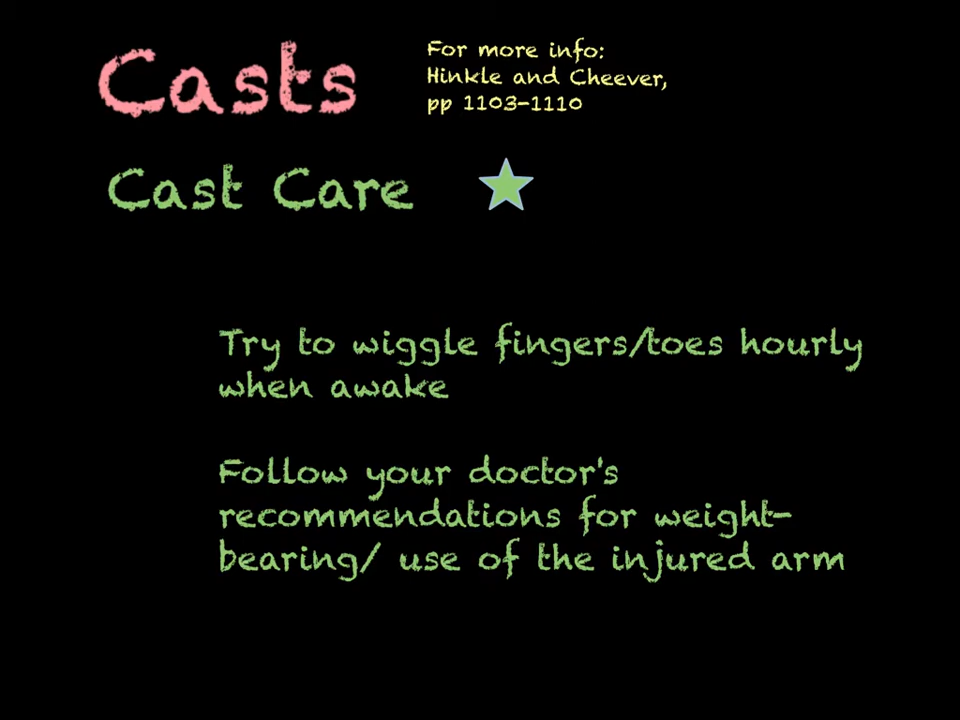 Casts
For more info:
Hinkle and Cheever,
pp 1103-1110
Cast Care
Try to wiggle fingers/toes hourly
when awake
Follow your doctor's
recommendations for weight-
bearing/ use of the injured arm